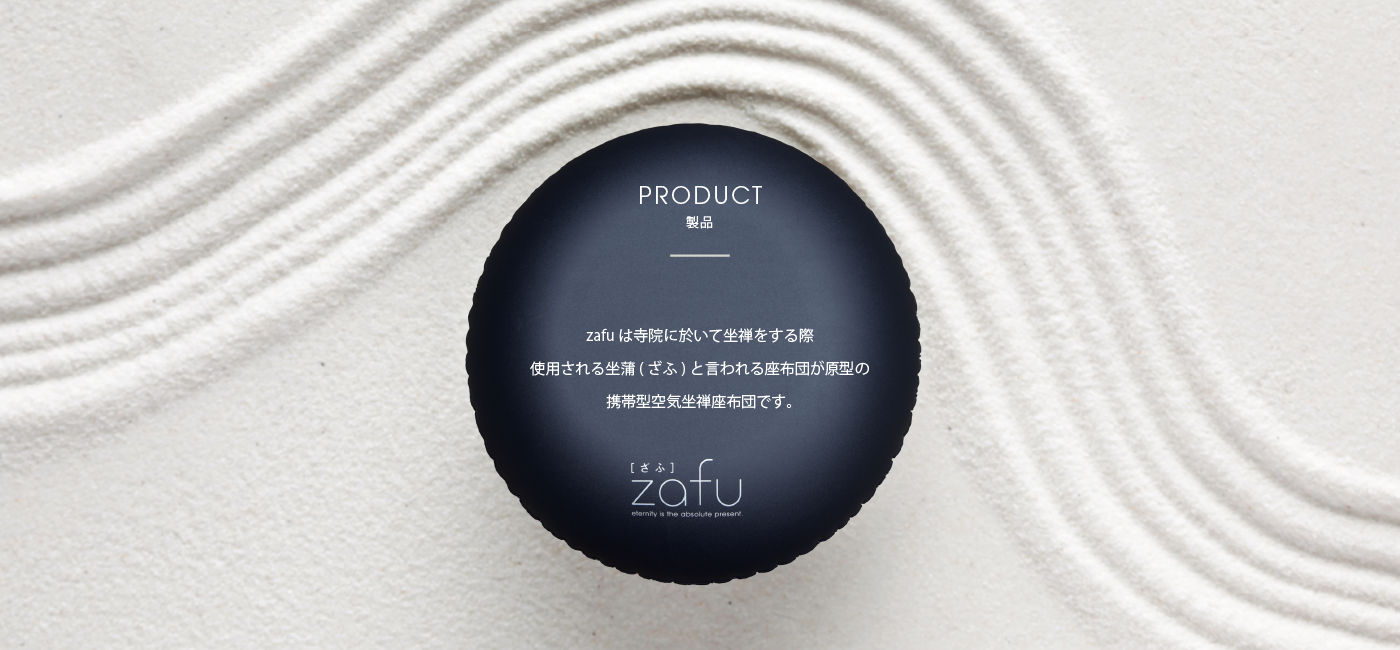 PRODUCT
製品
zafu は寺院に於いて坐禅をする際
使用される坐蒲 ( ざふ ) と言われる座布団が原型の
携帯型空気坐禅座布団です。
[ ざふ ]
zafu
eternity is the absolute present.